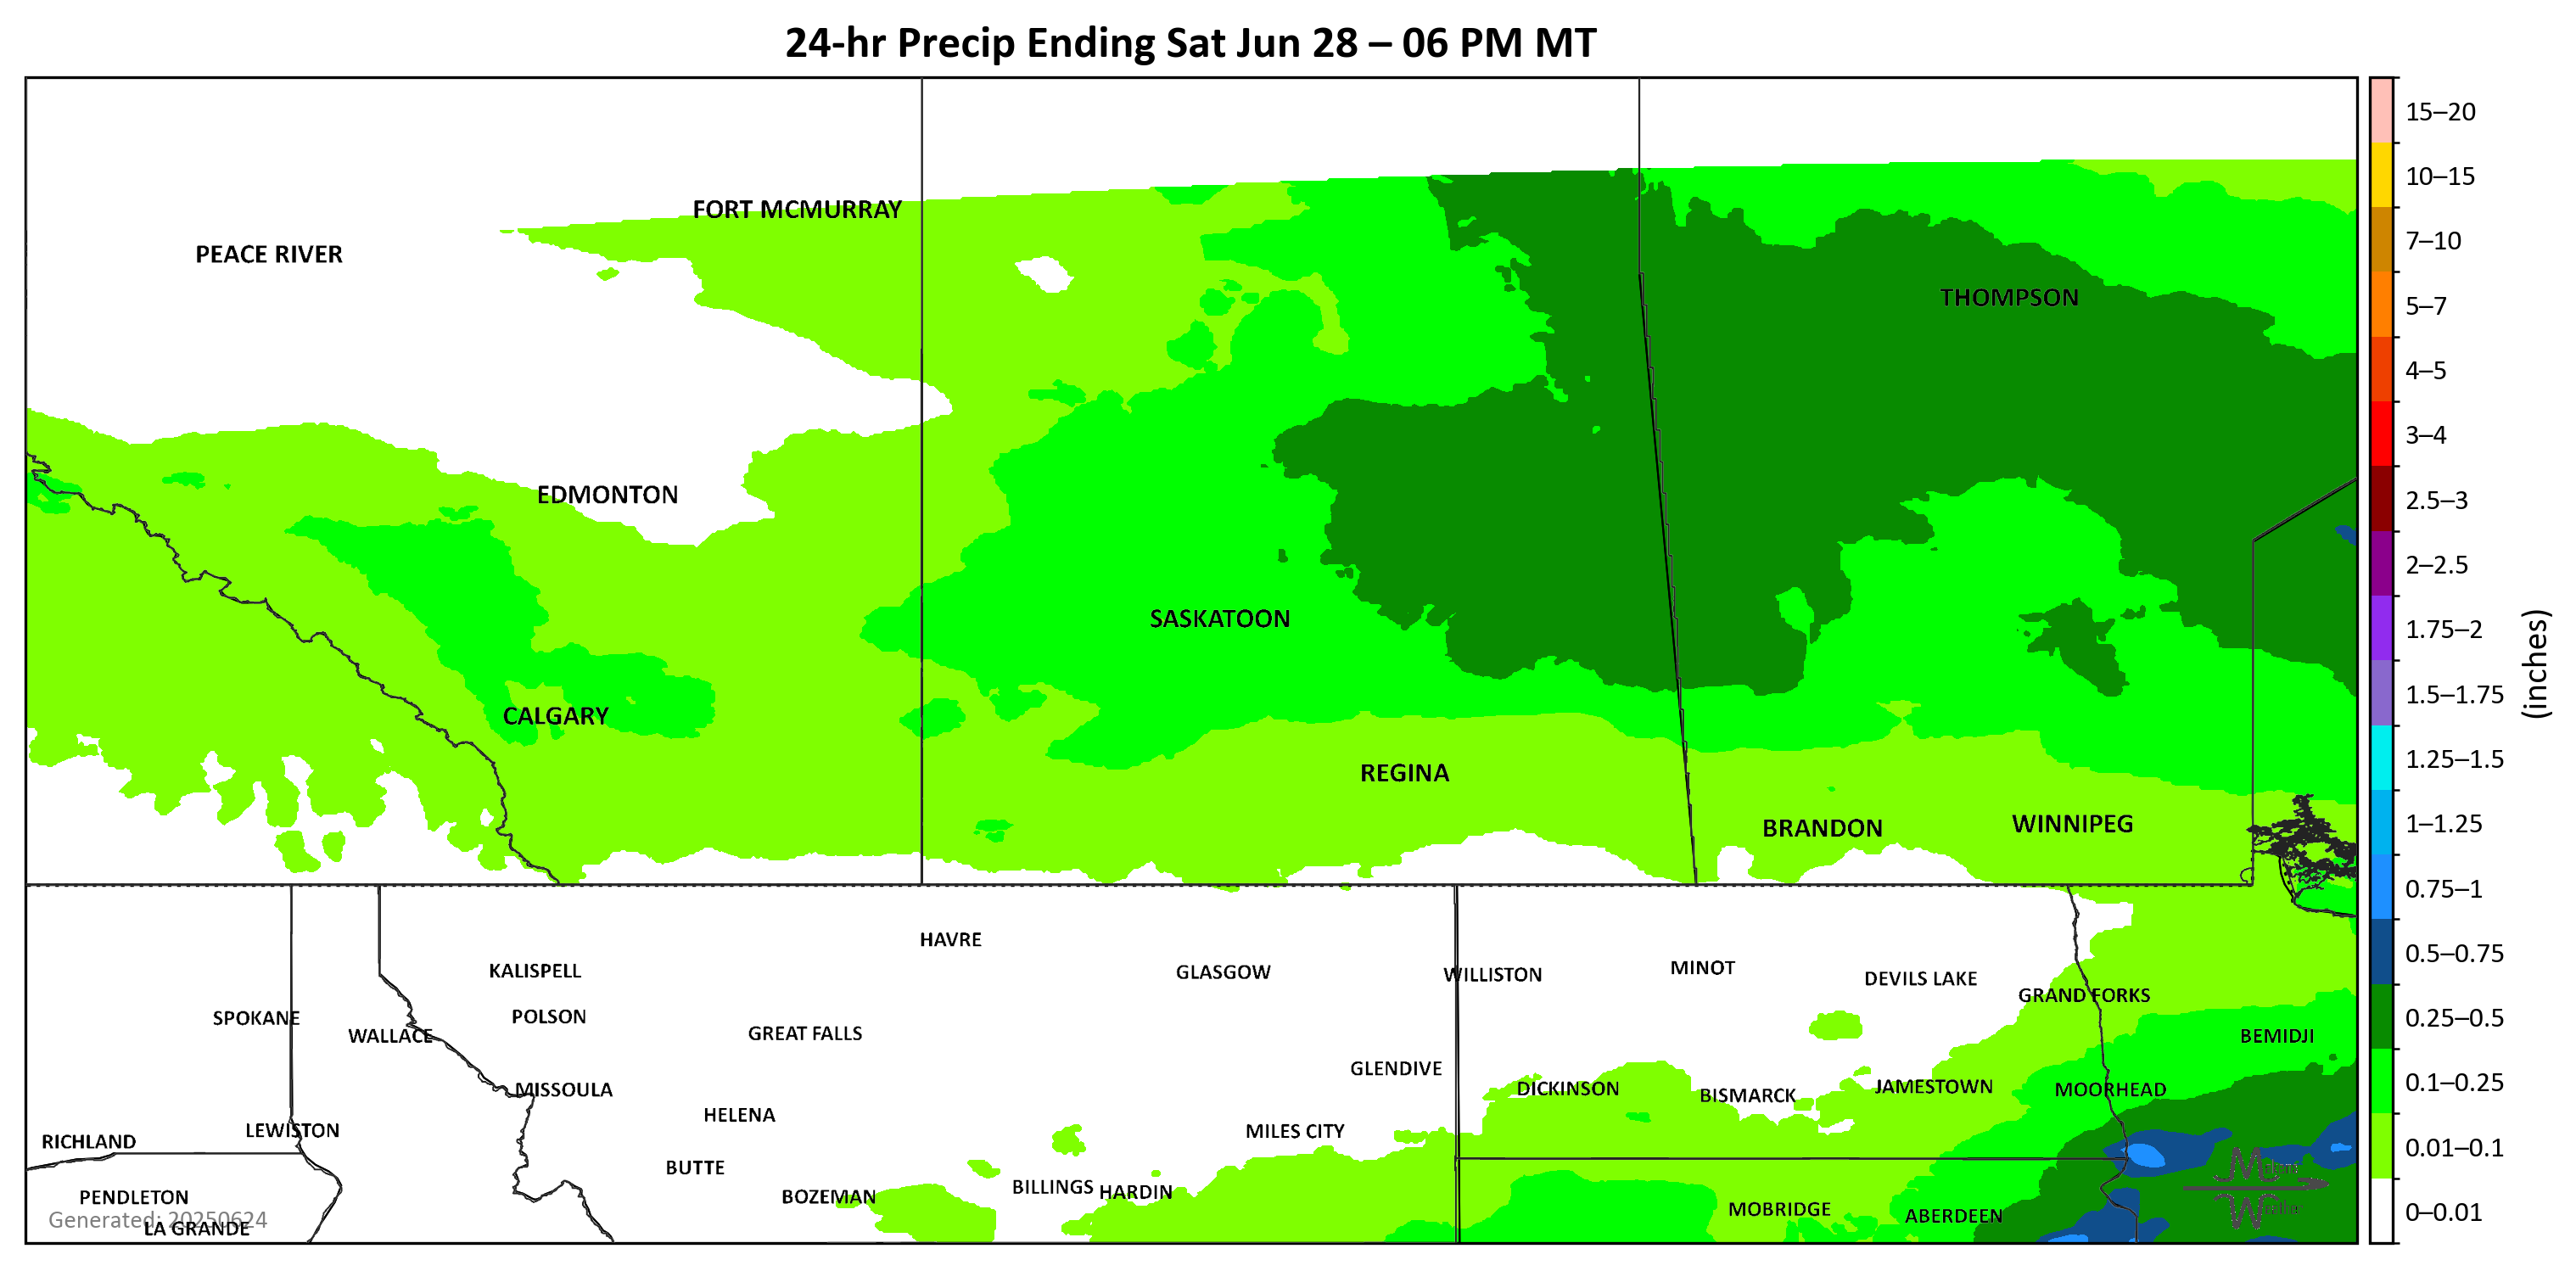 24-hr Precip Ending Sat Jun 28 – 06 PM MT
15–20
10–15
7–10
5–7
4–5
3–4
2.5–3
2–2.5
1.75–2
1.5–1.75
1.25–1.5
1–1.25
0.75–1
0.5–0.75
0.25–0.5
0.1–0.25
0.01–0.1
0–0.01
(inches)
FORT MCMURRAY
PEACE RIVER
THOMPSON
EDMONTON
SASKATOON
CALGARY
REGINA
BRANDON
WINNIPEG
HAVRE
KALISPELL
GLASGOW
WILLISTON
MINOT
DEVILS LAKE
GRAND FORKS
SPOKANE
POLSON
WALLACE
GREAT FALLS
BEMIDJI
GLENDIVE
MISSOULA
DICKINSON
BISMARCK
JAMESTOWN
MOORHEAD
HELENA
LEWISTON
MILES CITY
RICHLAND
BUTTE
BILLINGS
HARDIN
PENDLETON
BOZEMAN
MOBRIDGE
ABERDEEN
Generated: 20250624
LA GRANDE